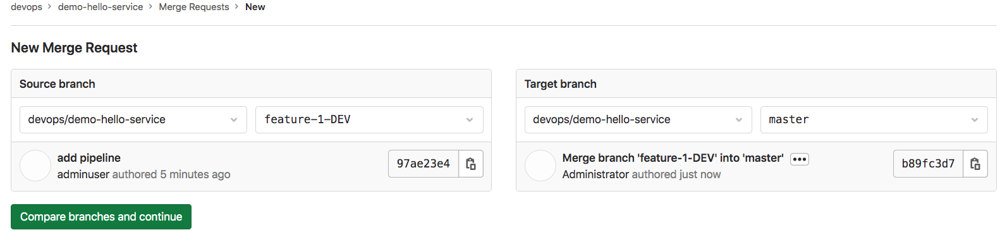 devops > demo-hello-service > Merge Requests > New
New Merge Request
Source branch
devops/demo-hello-service
feature-1-DEV
add pipeline
adminuser authored 5 minutes ago
97ae23e4
Target branch
devops/demo-hello-service
master
Merge branch 'feature-1-DEV' into 'master' •••
Administrator authored just now
b89fc3d7
Compare branches and continue